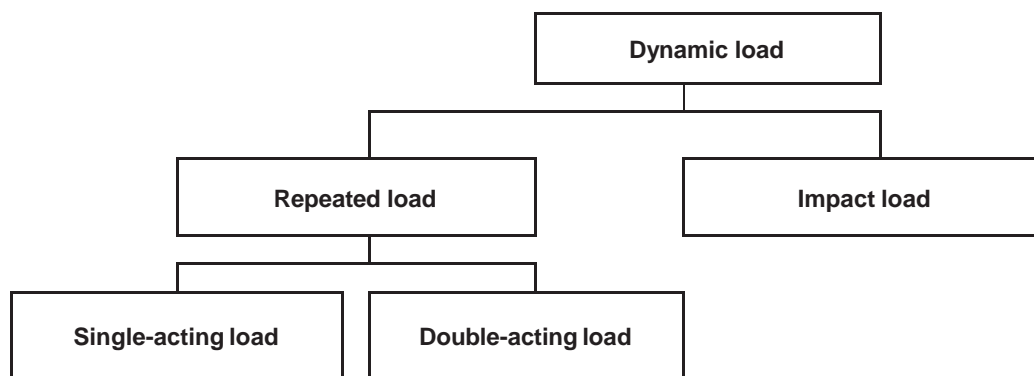 Dynamic load
Repeated load
Impact load
Single-acting load
Double-acting load